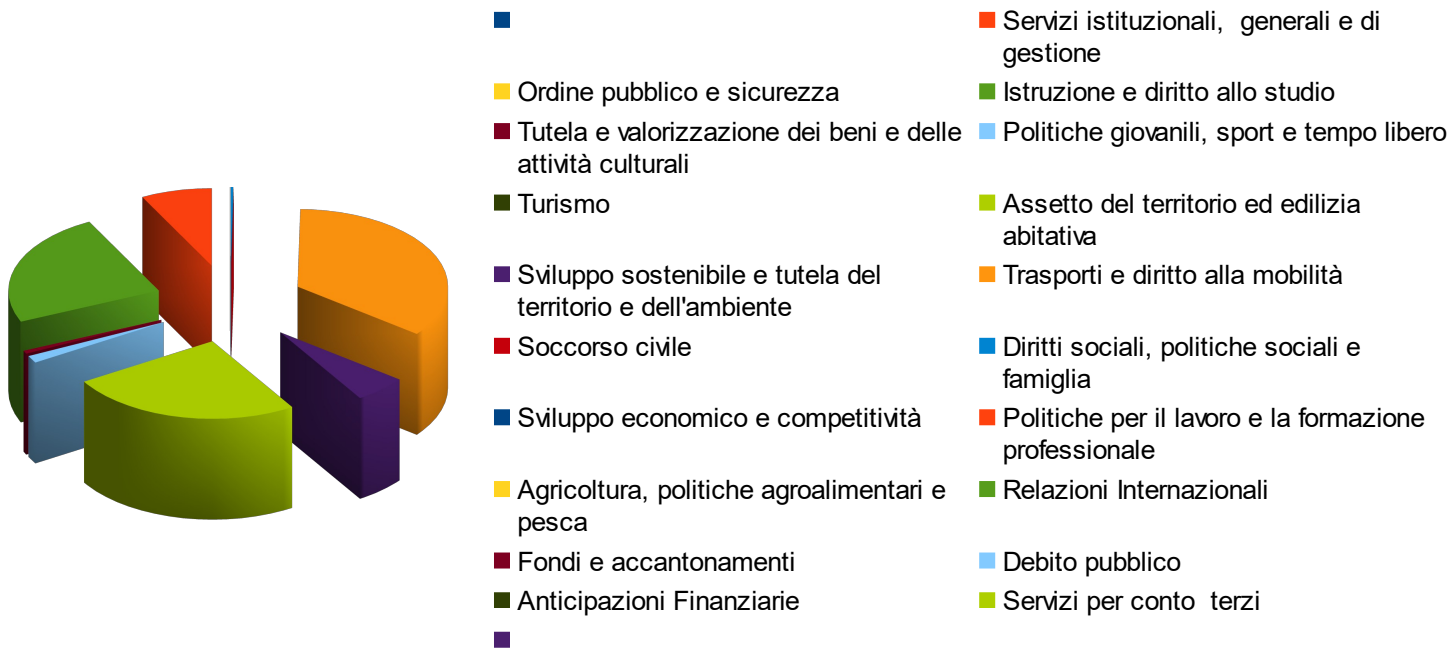 Servizi istituzionali,  generali e di
gestione
Ordine pubblico e sicurezza
Istruzione e diritto allo studio
Tutela e valorizzazione dei beni e delle
attività culturali
Politiche giovanili, sport e tempo libero
Turismo
Assetto del territorio ed edilizia
abitativa
Sviluppo sostenibile e tutela del
territorio e dell'ambiente
Trasporti e diritto alla mobilità
Soccorso civile
Diritti sociali, politiche sociali e
famiglia
Sviluppo economico e competitività
Politiche per il lavoro e la formazione
professionale
Agricoltura, politiche agroalimentari e
pesca
Relazioni Internazionali
Fondi e accantonamenti
Debito pubblico
Anticipazioni Finanziarie
Servizi per conto  terzi